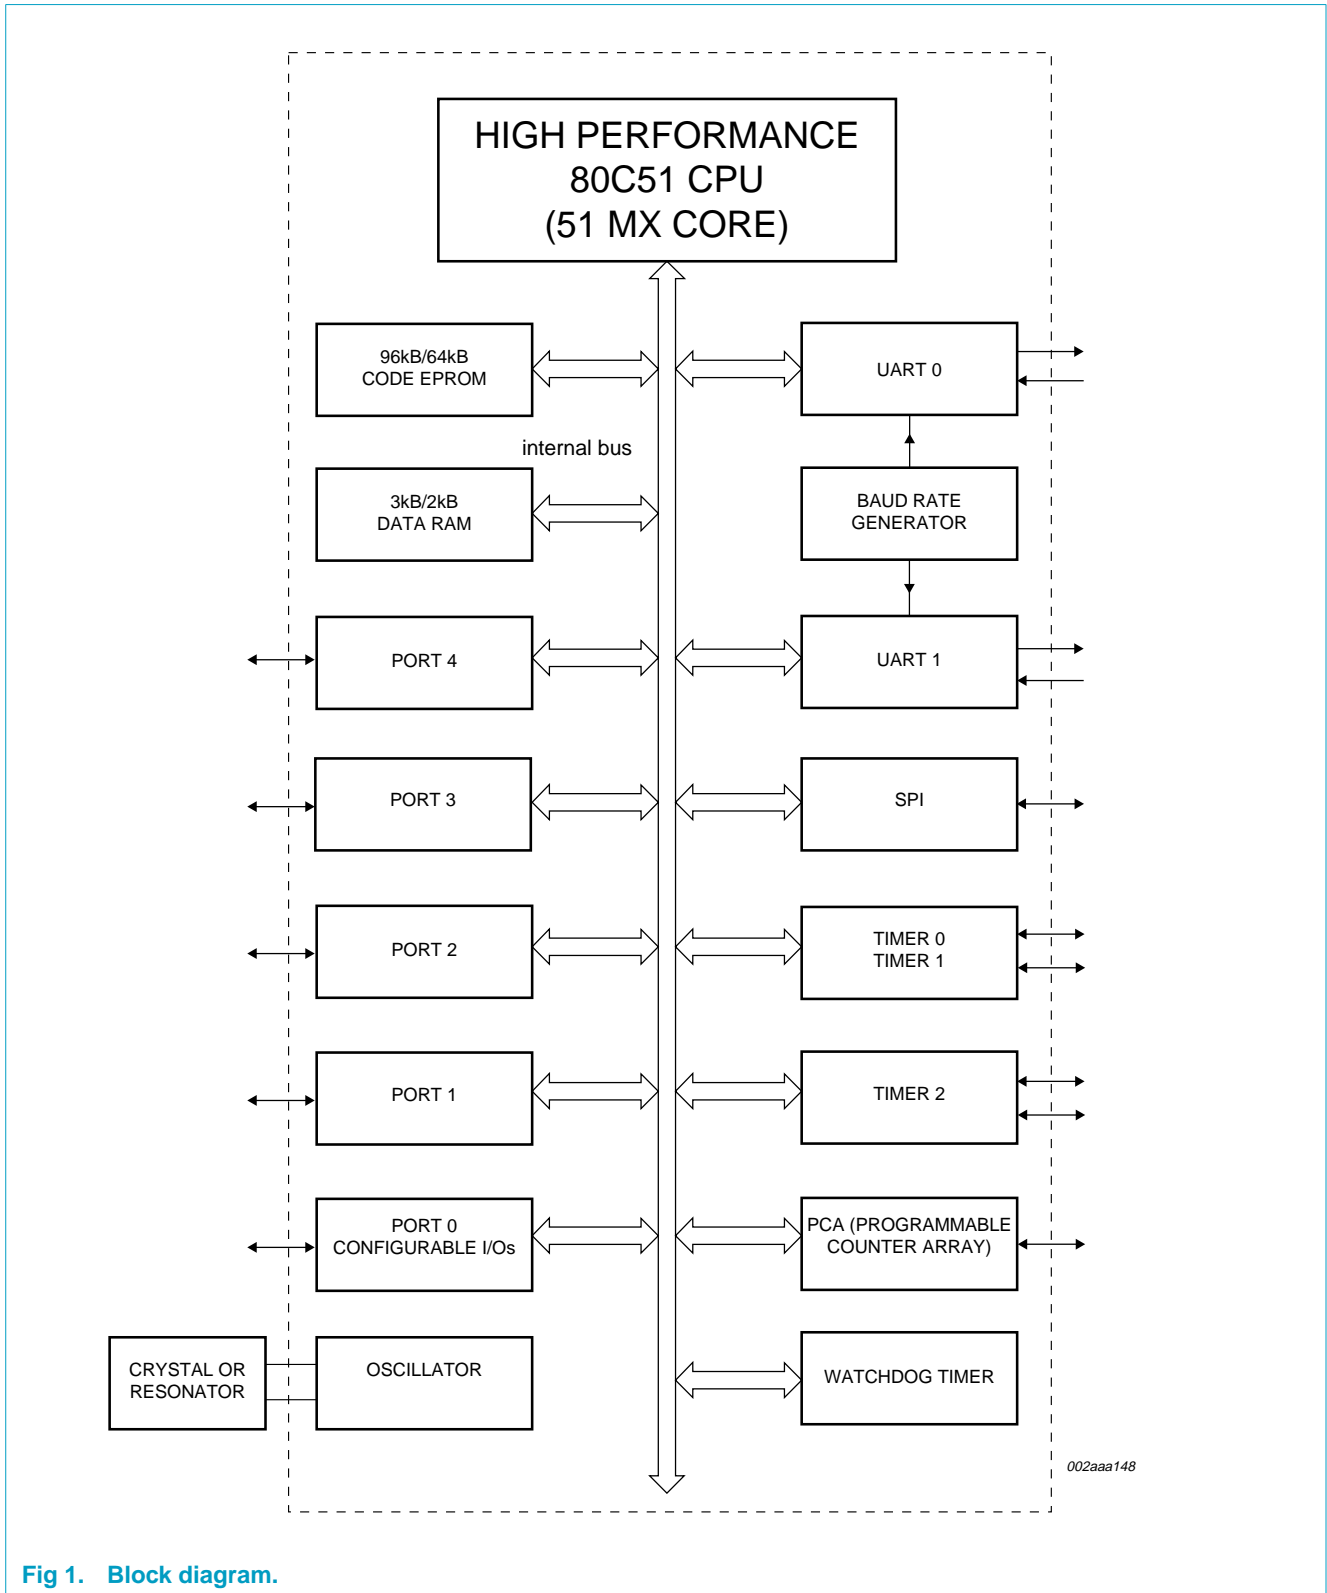 HIGH PERFORMANCE
80C51 CPU
(51 MX CORE)
96kB/64kB
CODE EPROM
UART 0
internal bus
3kB/2kB
DATA RAM
BAUD RATE
GENERATOR
PORT 4
UART 1
PORT 3
SPI
PORT 2
TIMER 0
TIMER 1
PORT 1
TIMER 2
PORT 0
CONFIGURABLE I/Os
PCA (PROGRAMMABLE
COUNTER ARRAY)
CRYSTAL OR
RESONATOR
OSCILLATOR
WATCHDOG TIMER
002aaa148
Fig 1. Block diagram.